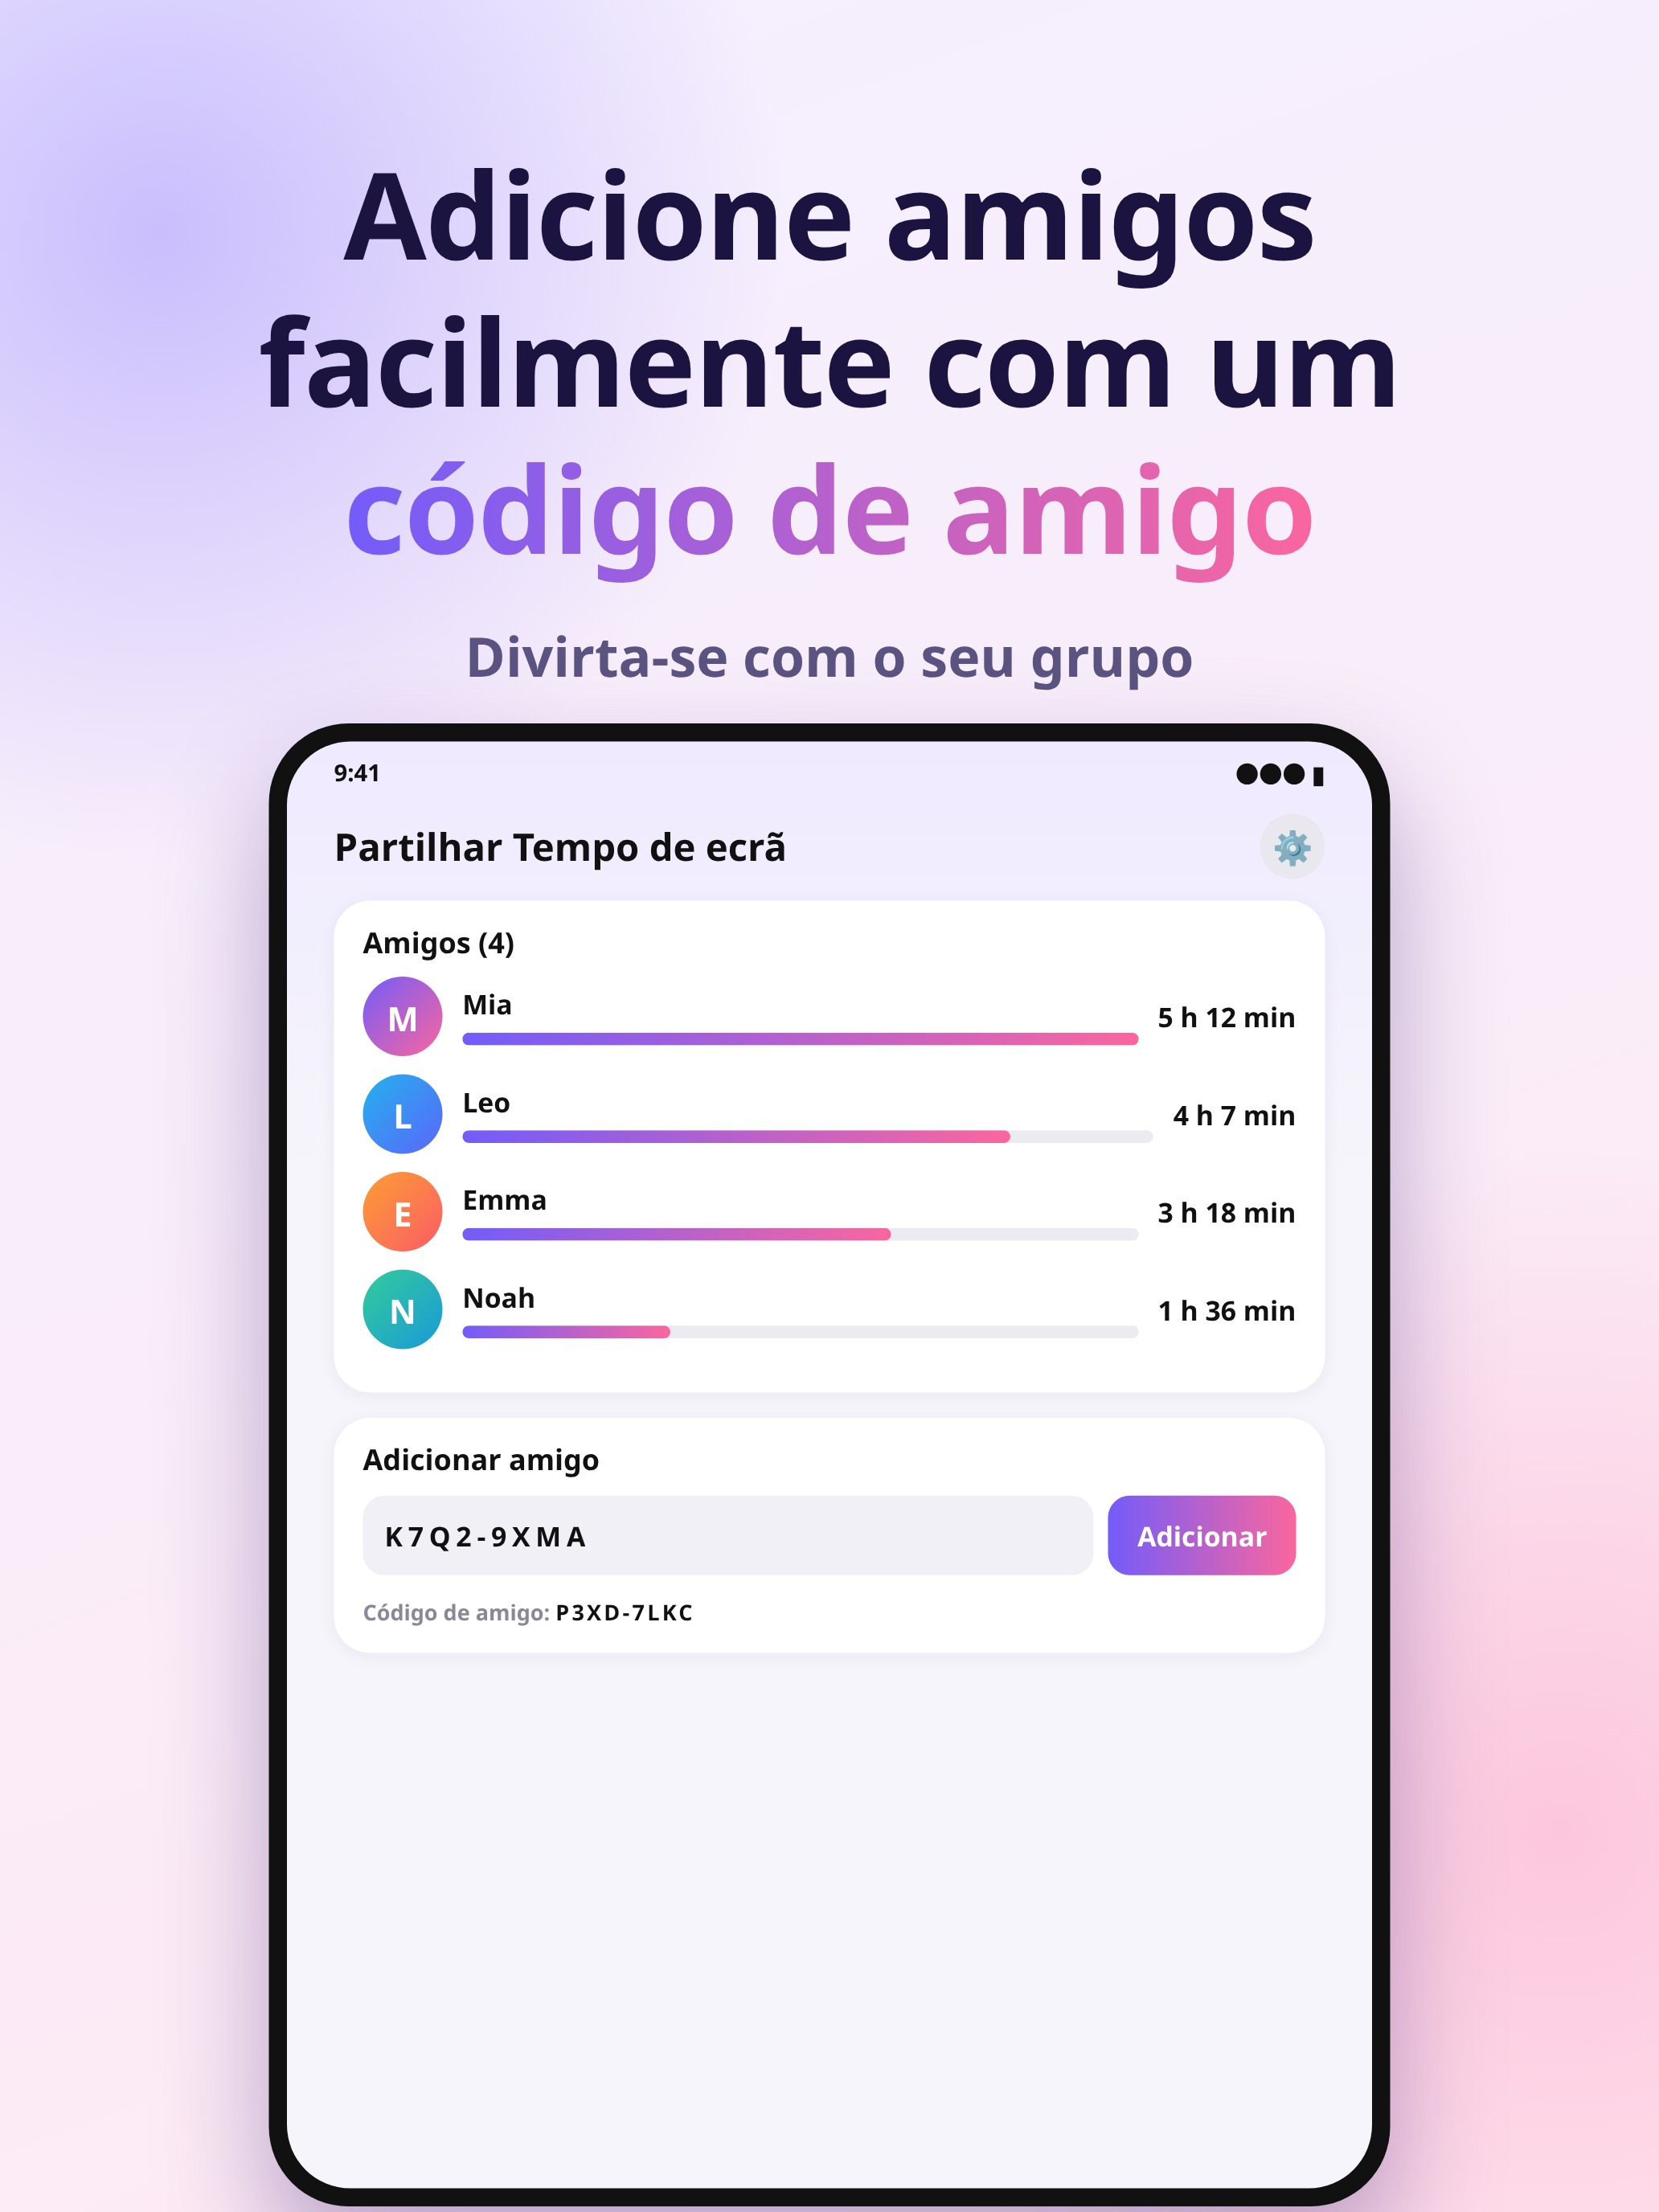 Adicione amigos
facilmente com um
código de amigo
Divirta-se com o seu grupo
9:41
Partilhar Tempo de ecrã
Amigos (4)
M
Mia
5 h 12 min
L
Leo
4 h 7 min
E
Emma
3 h 18 min
N
Noah
1 h 36 min
Adicionar amigo
K7Q2-9XMA
Adicionar
Código de amigo: P3XD-7LKC